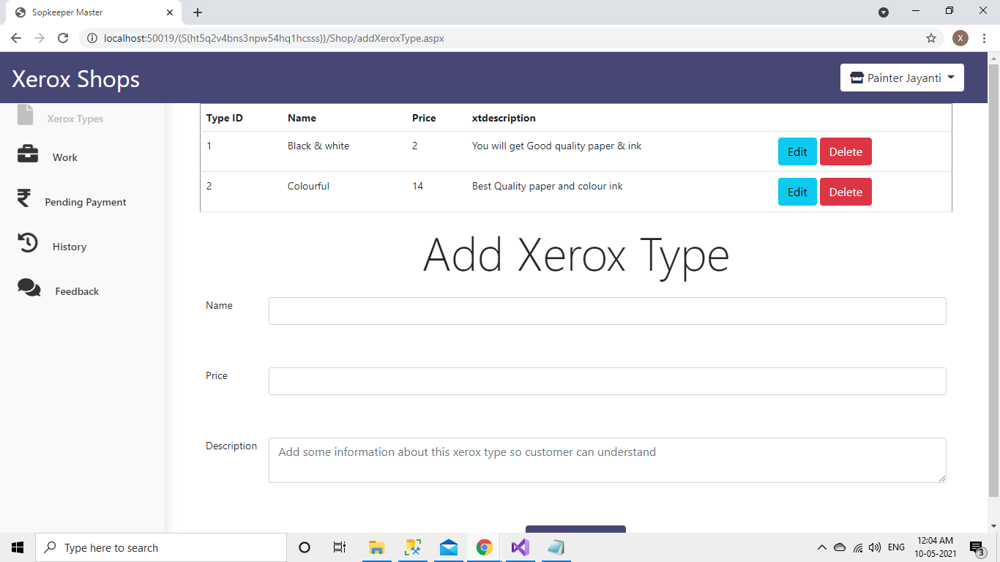 Sopkeeper Master
localhost:50019/(S(ht5q2v4bns3npw54hq1hcsss))/Shop/addXeroxType.aspx
X
Xerox Shops
Painter Jayanti
Xerox Types
Work
Pending Payment
History
Feedback
Type ID Name Price xtdescription
1 Black & white 2 You will get Good quality paper & ink Edit Delete
2 Colourful 14 Best Quality paper and colour ink Edit Delete
Add Xerox Type
Name
Price
Description Add some information about this xerox type so customer can understand
Type here to search
ENG
12:04 AM
10-05-2021
3